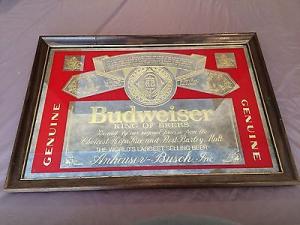 GENUINE
Budweiser
KING OF BEERS
Brewed by our original process from the
Choicest Hops, Rice and Best Barley Malt
THE WORLD'S LARGEST SELLING BEER
Anheuser-Busch, Inc.
GENUINE